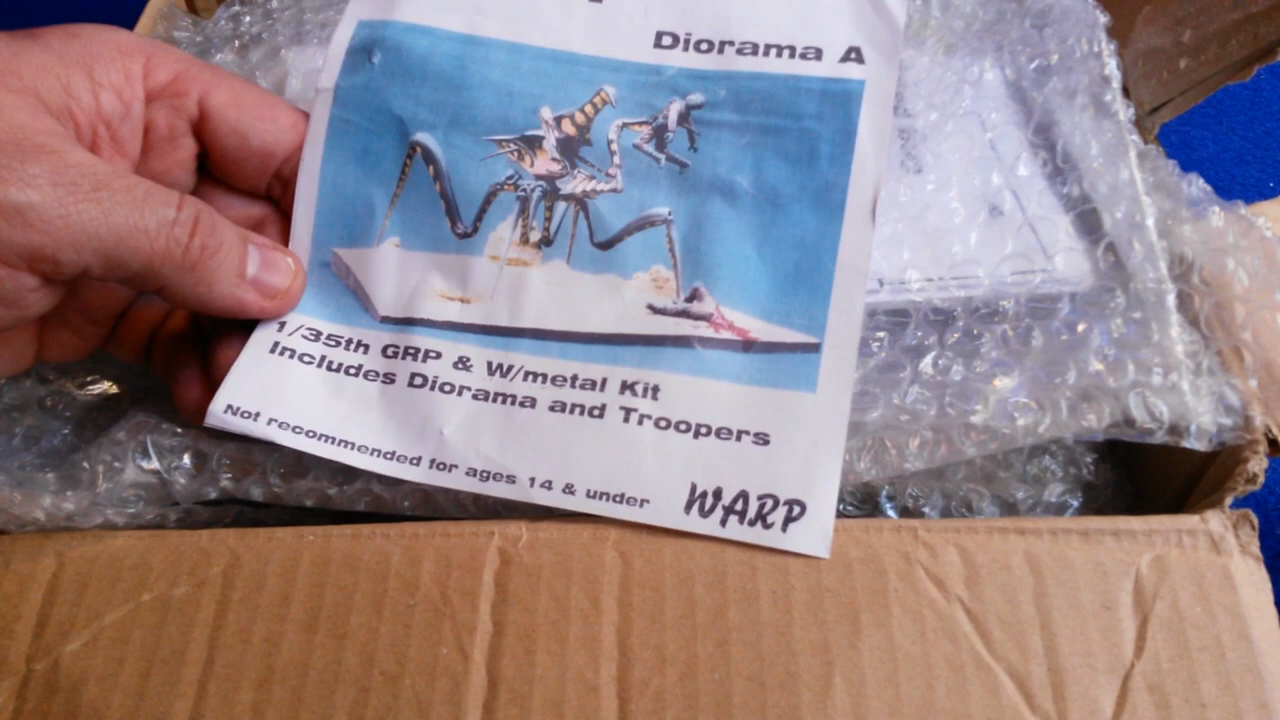 Diorama A
1/35th GRP & W/metal Kit
Includes Diorama and Troopers
Not recommended for ages 14 & under
WARP